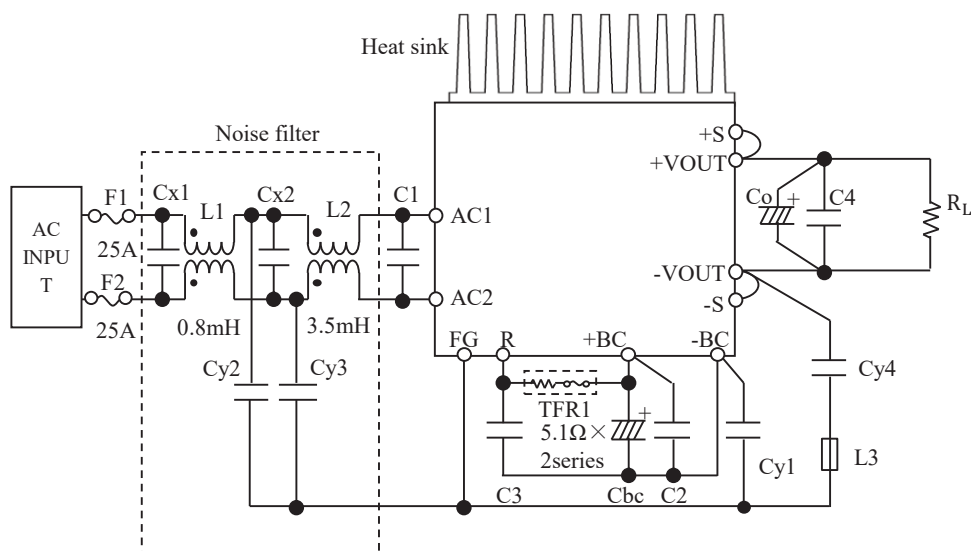 Heat sink
Noise filter
+S
+VOUT
F1
Cx1
L1
Cx2
L2
C1
AC1
Co
+
C4
RL
AC
INPU
T
25A
F2
-VOUT
AC2
-S
25A
0.8mH
3.5mH
FG
R
+BC
-BC
Cy2
Cy3
Cy4
TFR1
+
5.1Ω×
2series
Cy1
L3
C3
Cbc
C2